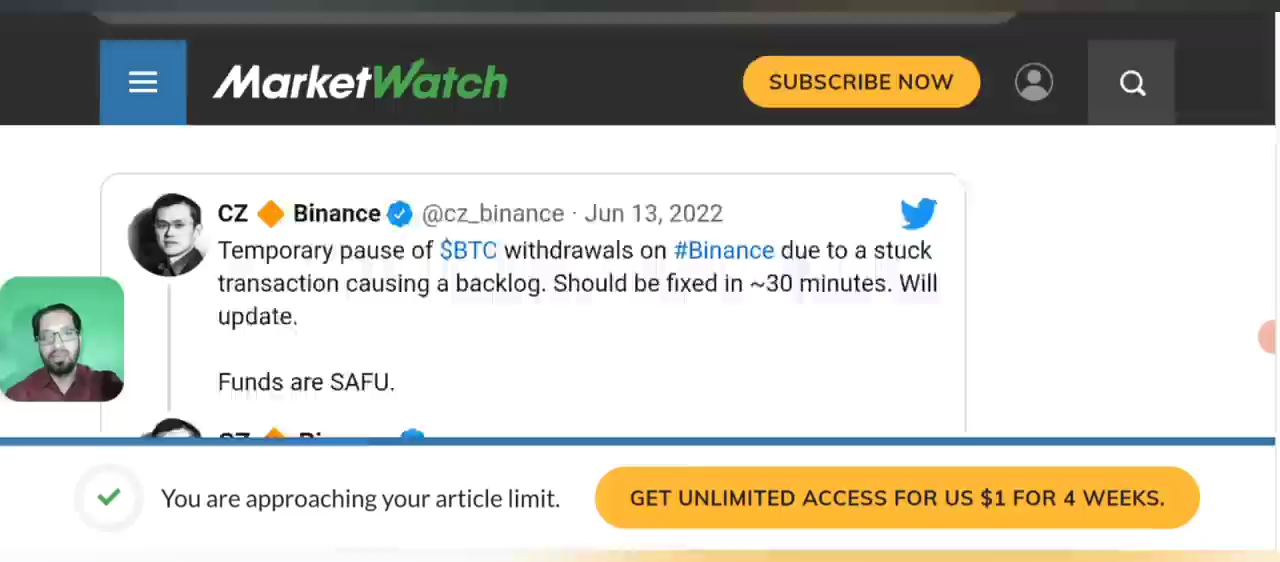 MarketWatch
SUBSCRIBE NOW
CZ 🔶 Binance @cz_binance · Jun 13, 2022
Temporary pause of $BTC withdrawals on #Binance due to a stuck
transaction causing a backlog. Should be fixed in ~30 minutes. Will
update.
Funds are SAFU.
You are approaching your article limit.
GET UNLIMITED ACCESS FOR US $1 FOR 4 WEEKS.